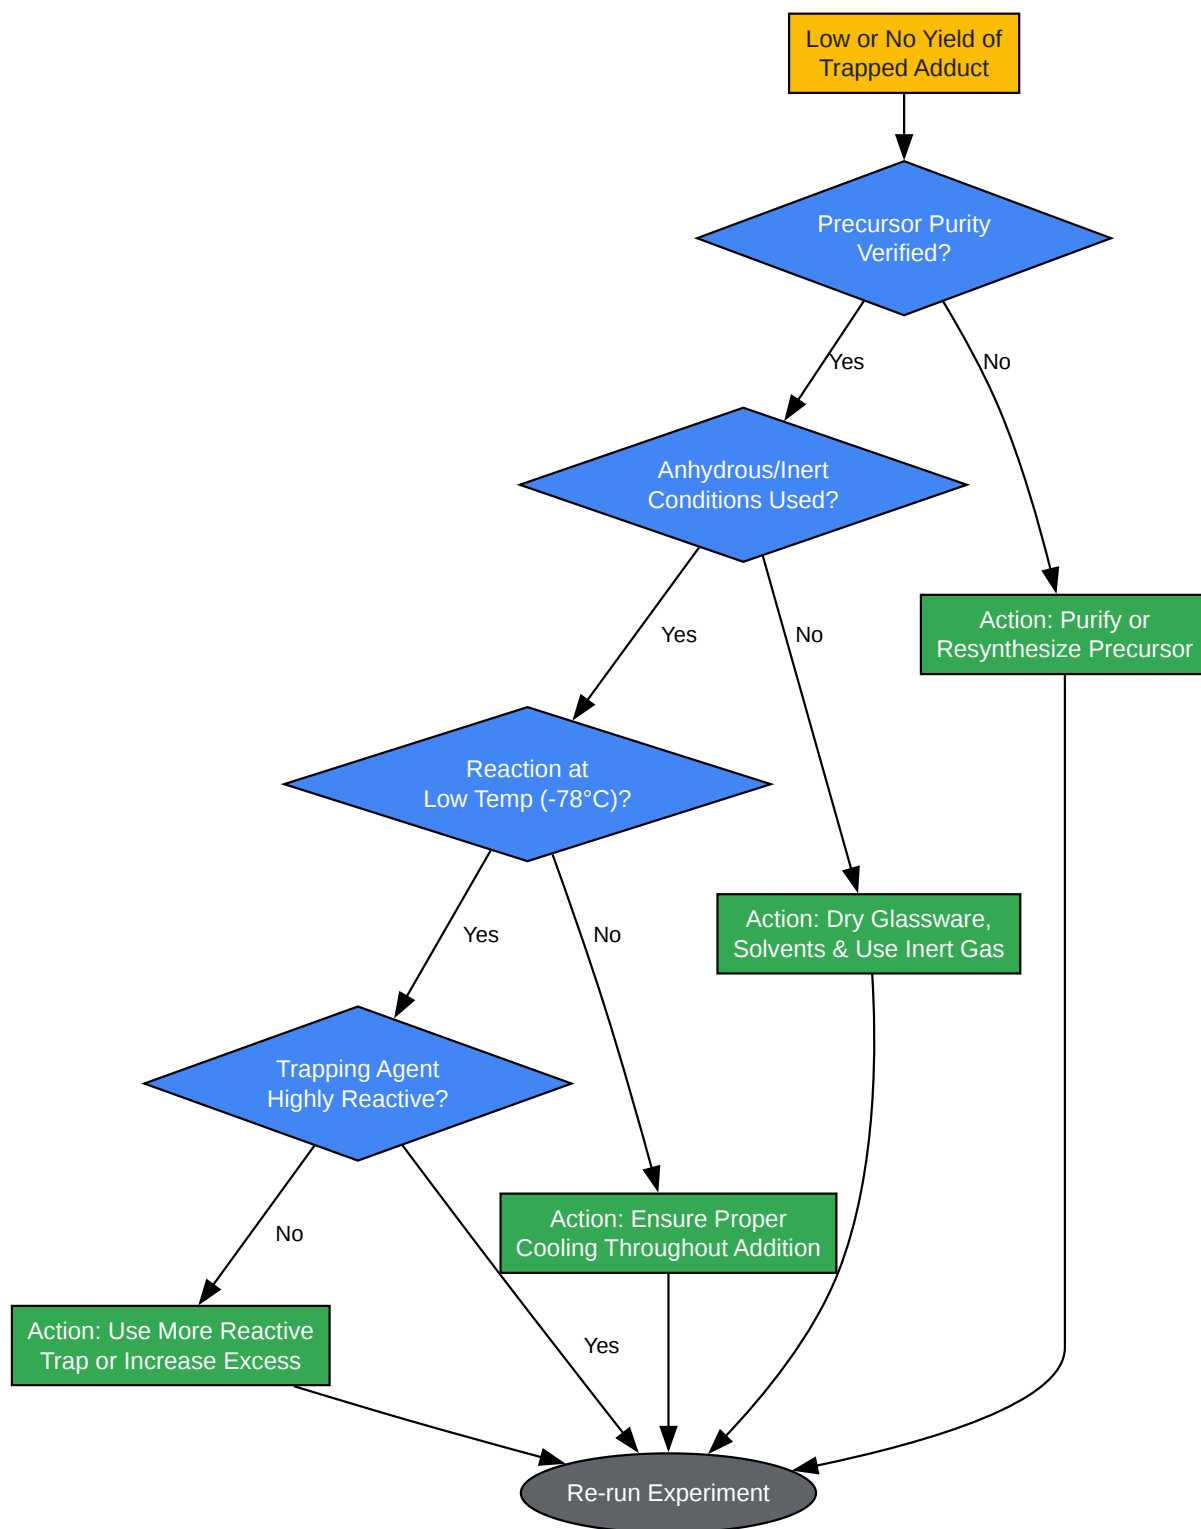 Low or No Yield of
Trapped Adduct
Precursor Purity
Verified?
Yes
No
Anhydrous/Inert
Conditions Used?
Yes
No
Action: Purify or
Resynthesize Precursor
Reaction at
Low Temp (-78°C)?
Yes
No
Action: Dry Glassware,
Solvents & Use Inert Gas
Trapping Agent
Highly Reactive?
No
Yes
Action: Ensure Proper
Cooling Throughout Addition
Action: Use More Reactive
Trap or Increase Excess
Re-run Experiment